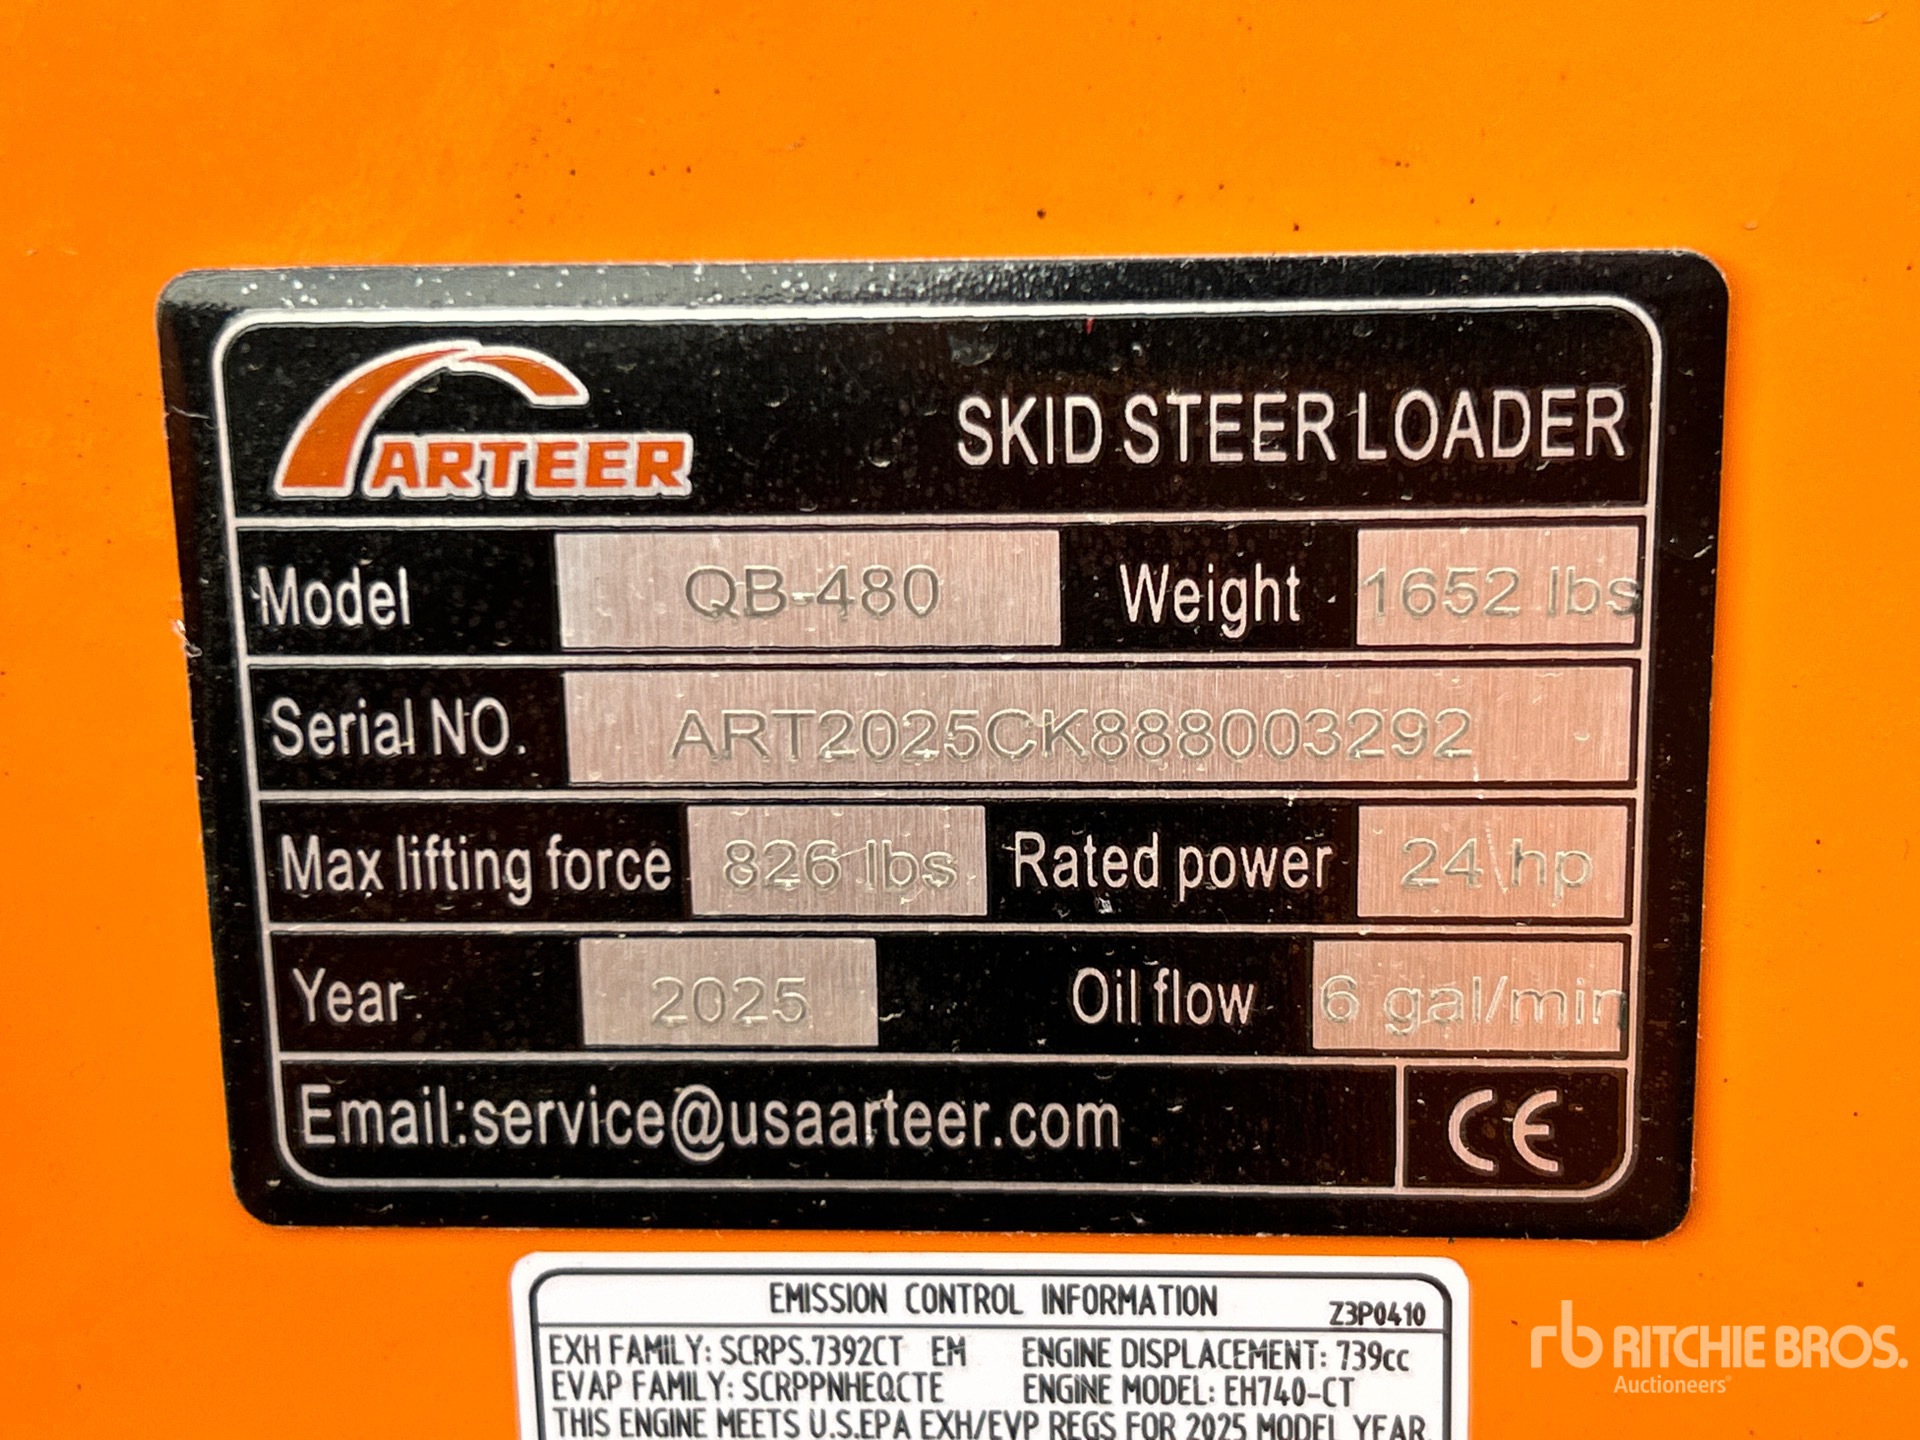 ARTEER SKID STEER LOADER
Model QB-480 Weight 1652 lbs
Serial NO. ART2025CK888003292
Max lifting force 826 lbs Rated power 24 hp
Year 2025 Oil flow 6 gal/min
Email:service@usaarteer.com CE
EMISSION CONTROL INFORMATION Z3P0410
EXH FAMILY: SCRPS.7392CT EM ENGINE DISPLACEMENT: 739cc
EVAP FAMILY: SCRPPNHEQCTE ENGINE MODEL: EH740-CT
THIS ENGINE MEETS U.S.EPA EXH/EVP REGS FOR 2025 MODEL YEAR.
rb RITCHIE BROS.
Auctioneers